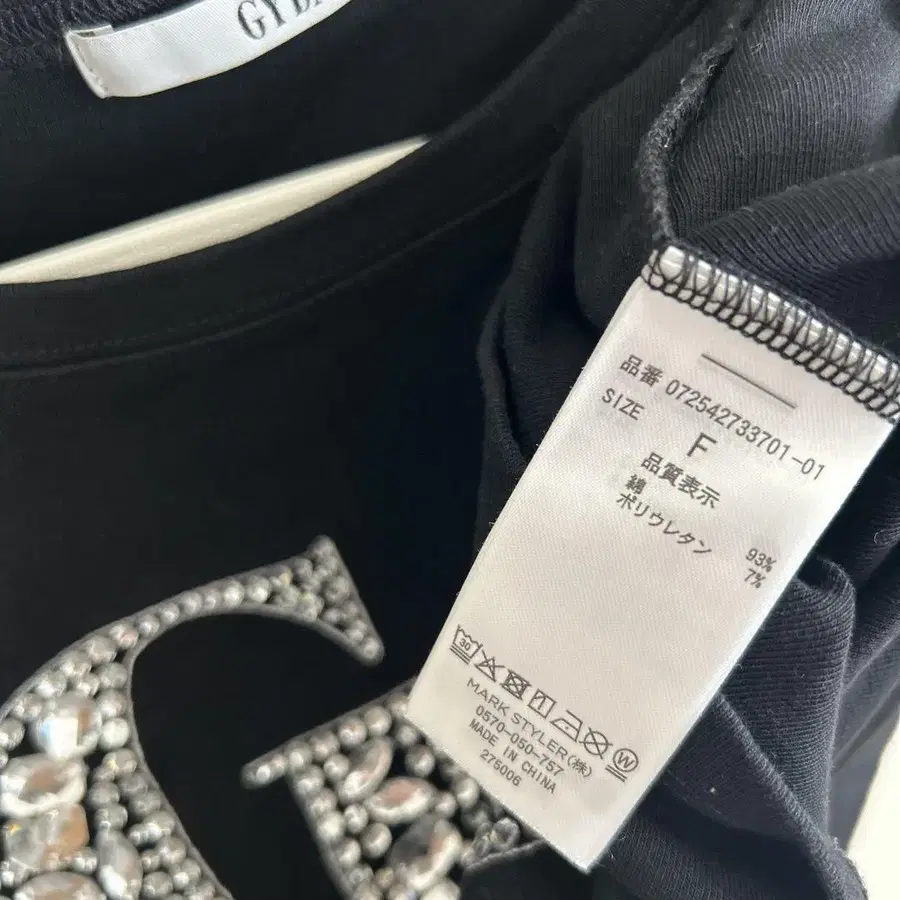 品番 072542733701-01
SIZE F
品質表示
綿 93%
ポリウレタン 7%
30
MARK STYLER(株)
0570-050-757
MADE IN CHINA
275006